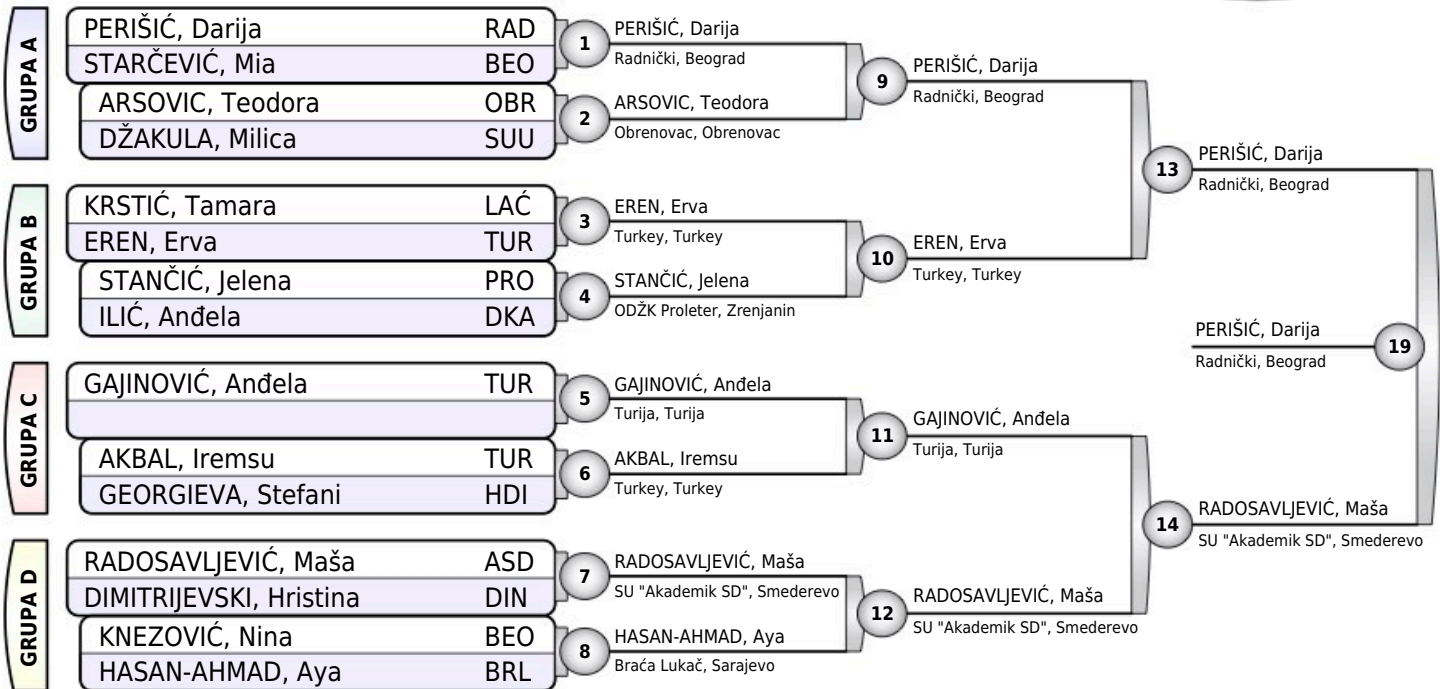 GRUPA A
PERIŠIĆ, Darija RAD
STARČEVIĆ, Mia BEO
ARSOVIC, Teodora OBR
DŽAKULA, Milica SUU
GRUPA B
KRSTIĆ, Tamara LAĆ
EREN, Erva TUR
STANČIĆ, Jelena PRO
ILIĆ, Anđela DKA
GRUPA C
GAJINOVIĆ, Anđela TUR
AKBAL, Iremsu TUR
GEORGIEVA, Stefani HDI
GRUPA D
RADOSAVLJEVIĆ, Maša ASD
DIMITRIJEVSKI, Hristina DIN
KNEZOVIĆ, Nina BEO
HASAN-AHMAD, Aya BRL
1 PERIŠIĆ, Darija
Radnički, Beograd
2 ARSOVIC, Teodora
Obrenovac, Obrenovac
3 EREN, Erva
Turkey, Turkey
4 STANČIĆ, Jelena
ODŽK Proleter, Zrenjanin
5 GAJINOVIĆ, Anđela
Turija, Turija
6 AKBAL, Iremsu
Turkey, Turkey
7 RADOSAVLJEVIĆ, Maša
SU "Akademik SD", Smederevo
8 HASAN-AHMAD, Aya
Braća Lukač, Sarajevo
9 PERIŠIĆ, Darija
Radnički, Beograd
10 EREN, Erva
Turkey, Turkey
11 GAJINOVIĆ, Anđela
Turija, Turija
12 RADOSAVLJEVIĆ, Maša
SU "Akademik SD", Smederevo
13 PERIŠIĆ, Darija
Radnički, Beograd
14 RADOSAVLJEVIĆ, Maša
SU "Akademik SD", Smederevo
PERIŠIĆ, Darija 19
Radnički, Beograd